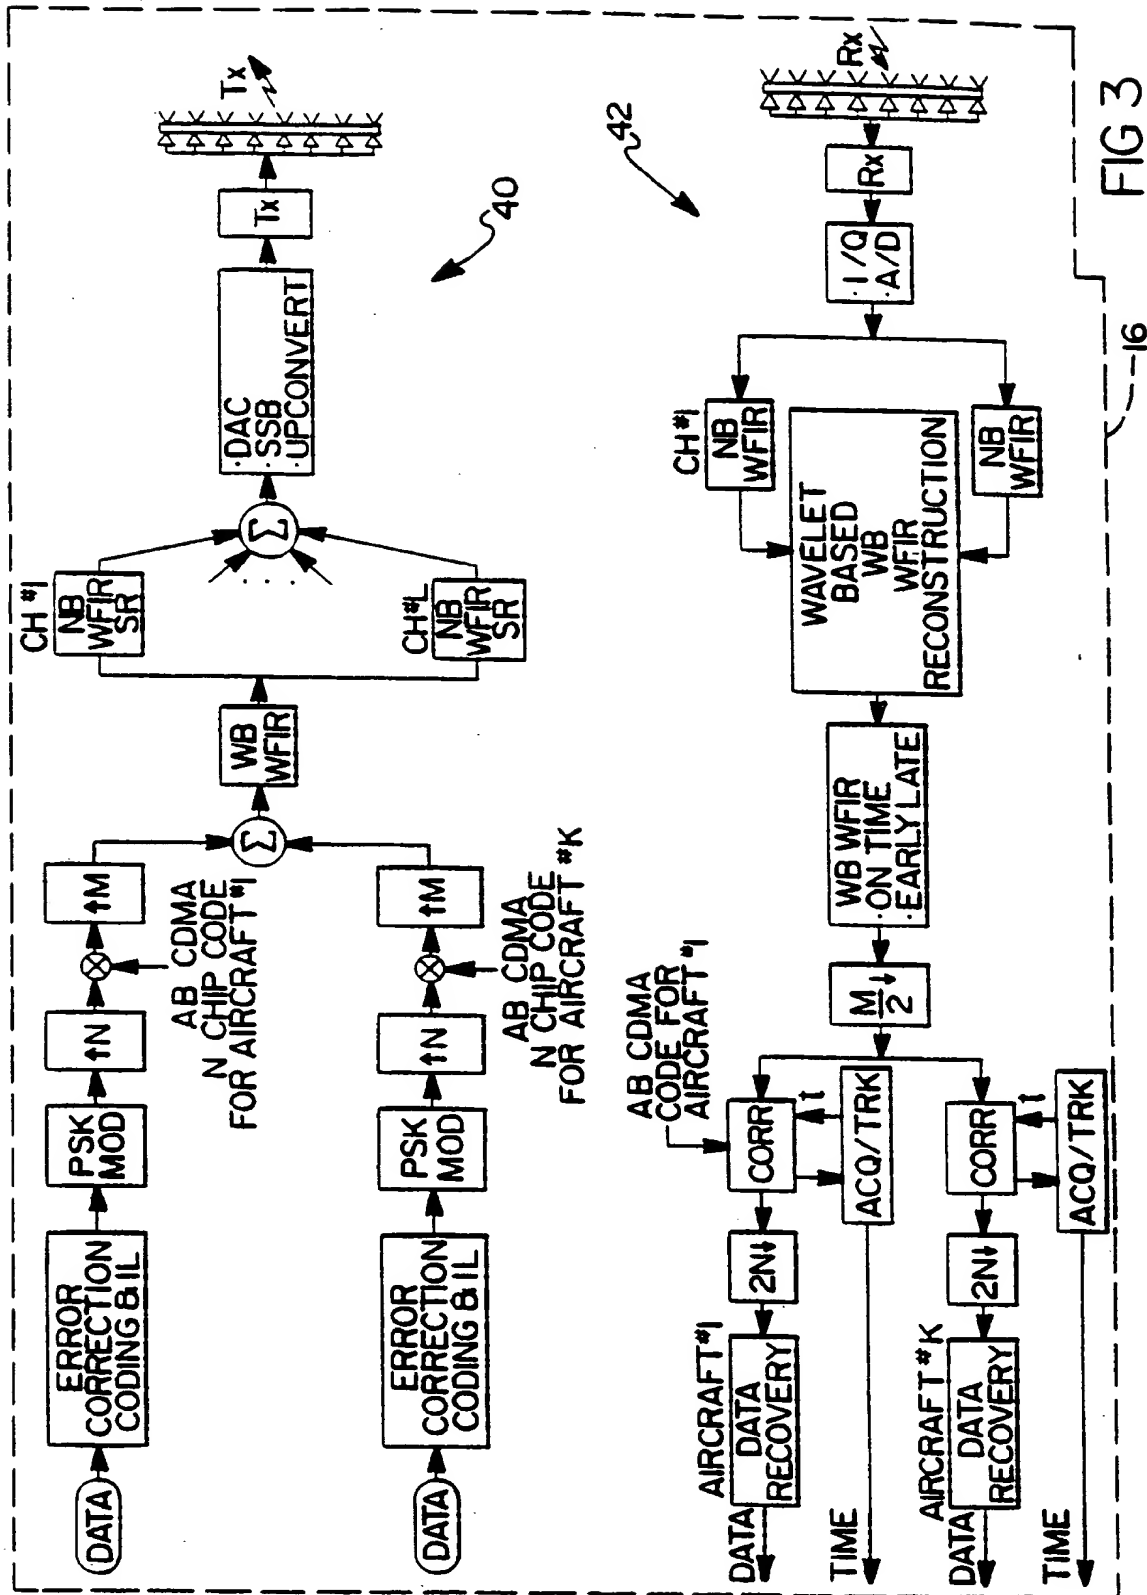 DATA
ERROR
CORRECTION
CODING & IL
PSK
MOD
↑N
AB CDMA
N CHIP CODE
FOR AIRCRAFT #1
↑M
DATA
ERROR
CORRECTION
CODING & IL
PSK
MOD
↑N
AB CDMA
N CHIP CODE
FOR AIRCRAFT #K
↑M
Σ
WB
WFIR
CH #1
NB
WFIR
SR
CH #L
NB
WFIR
SR
. . .
Σ
·DAC
·SSB
·UPCONVERT
Tx
Tx
40
42
Rx
Rx
·I/Q
·A/D
CH #1
NB
WFIR
NB
WFIR
WAVELET
BASED
WB
WFIR
RECONSTRUCTION
WB WFIR
·ON TIME
·EARLY LATE
M↓
2
AB CDMA
CODE FOR
AIRCRAFT #1
CORR
t
ACQ/TRK
2N↓
AIRCRAFT #1
DATA
RECOVERY
DATA
TIME
CORR
t
ACQ/TRK
2N↓
AIRCRAFT #K
DATA
RECOVERY
DATA
TIME
16
FIG 3